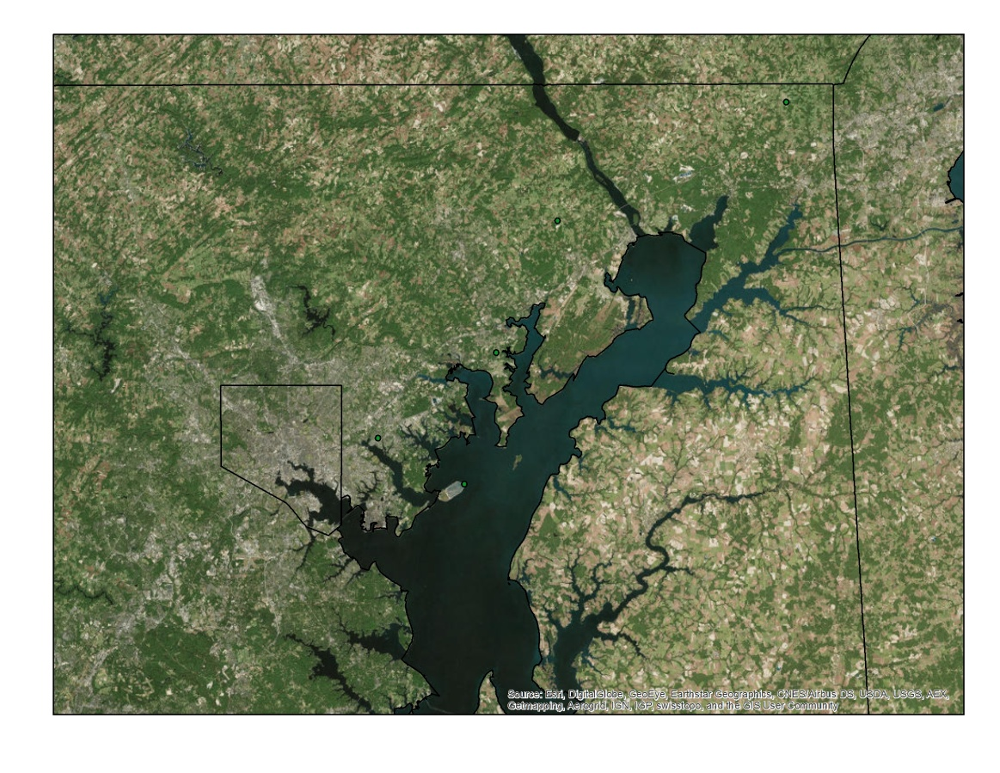 Source: Esri, DigitalGlobe, GeoEye, Earthstar Geographics, CNES/Airbus DS, USDA, USGS, AEX,
Getmapping, Aerogrid, IGN, IGP, swisstopo, and the GIS User Community